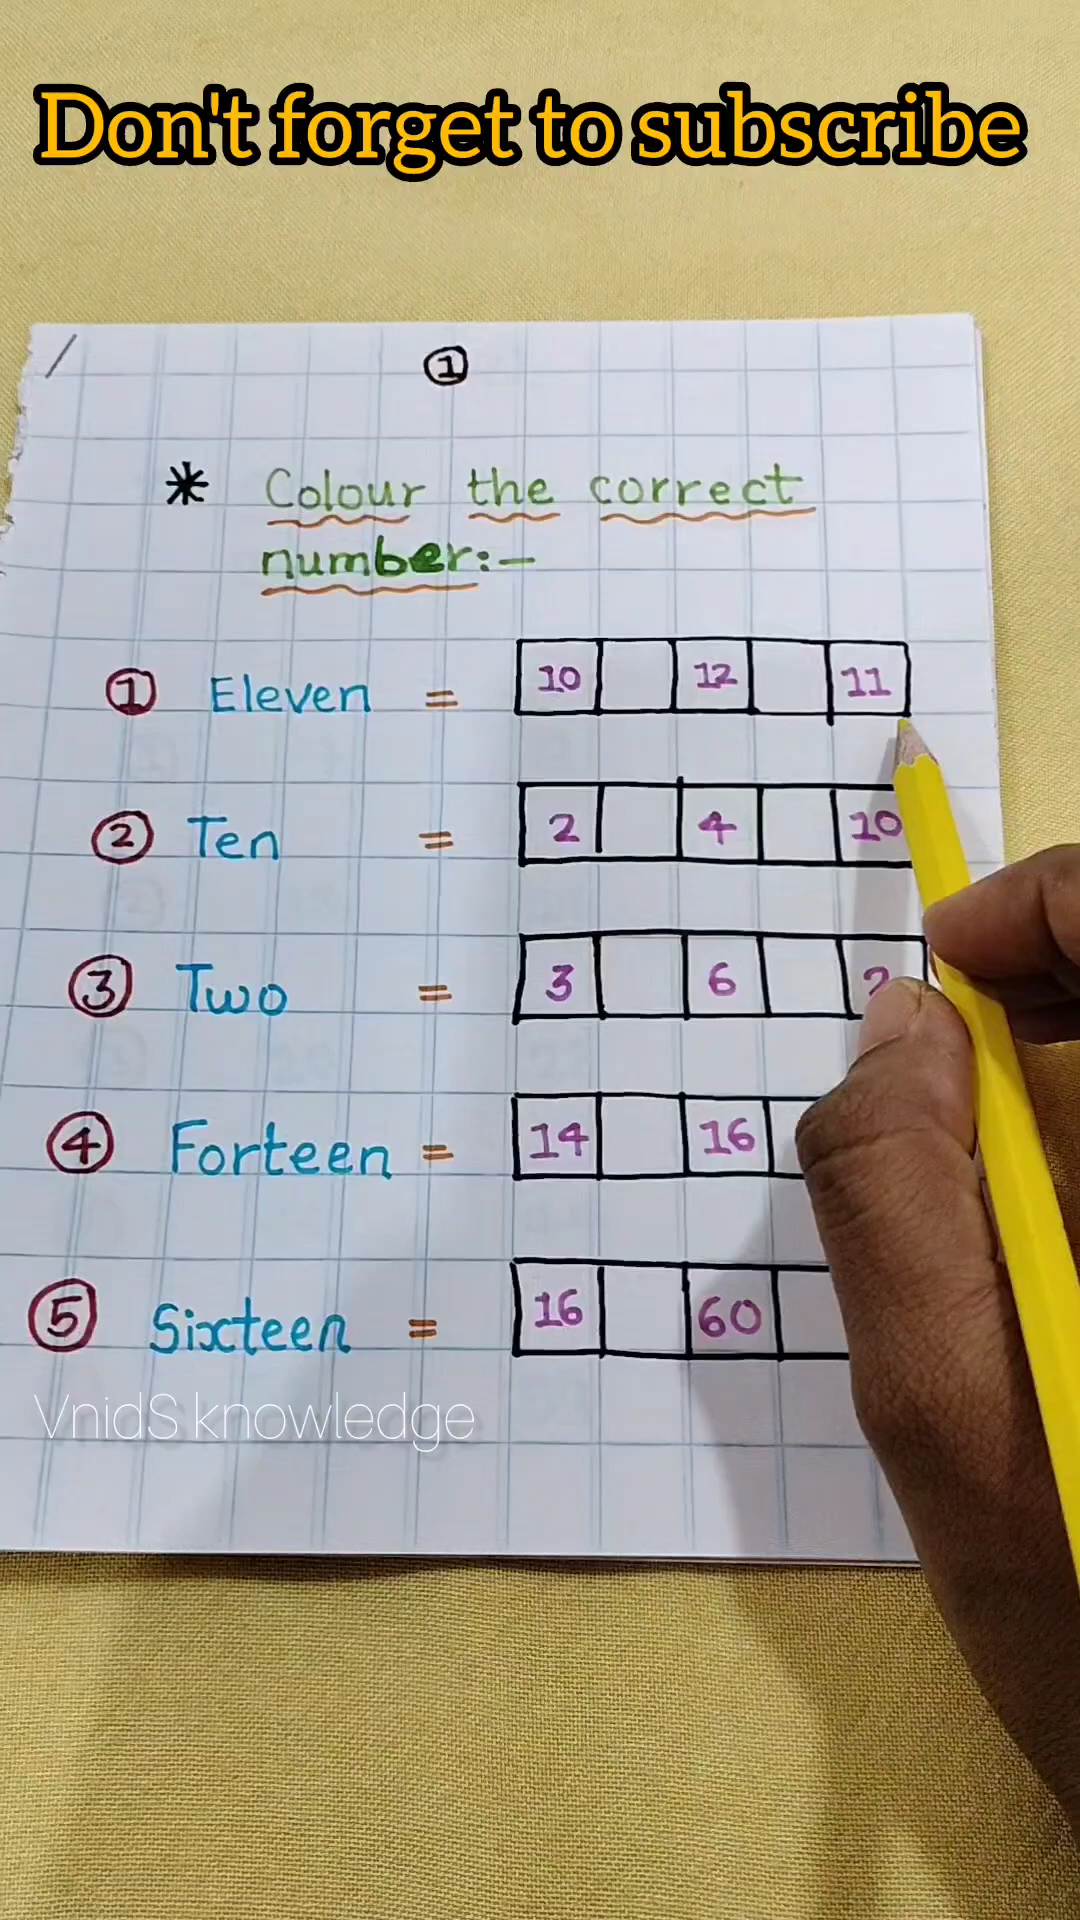 Don't forget to subscribe
1
* Colour the correct
number:-
1 Eleven = 10 12 11
2 Ten = 2 4 10
3 Two = 3 6 2
4 Forteen = 14 16
5 Sixteen = 16 60
VnidS knowledge